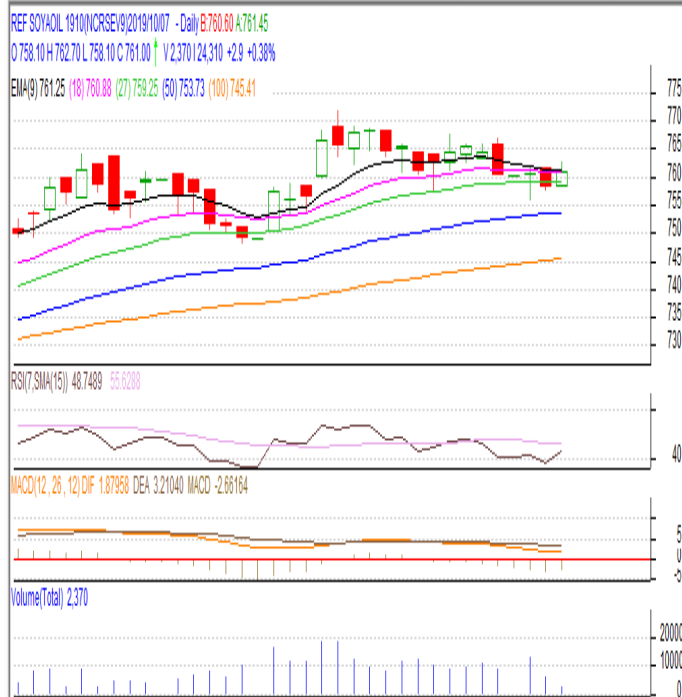 REF SOYAOIL 1910(NCRSEV9)2019/10/07 - Daily B:760.60 A:761.45
O 758.10 H 762.70 L 758.10 C 761.00 V 2,370 I 24,310 +2.9 +0.38%
EMA(9) 761.25 (18) 760.88 (27) 759.25 (50) 753.73 (100) 745.41
775
770
765
760
755
750
745
740
735
730
RSI(7,SMA(15)) 48.7489 55.6288
40
MACD(12, 26, 12) DIF 1.87958 DEA 3.21040 MACD -2.66164
5
0
-5
Volume(Total) 2,370
20000
10000
0